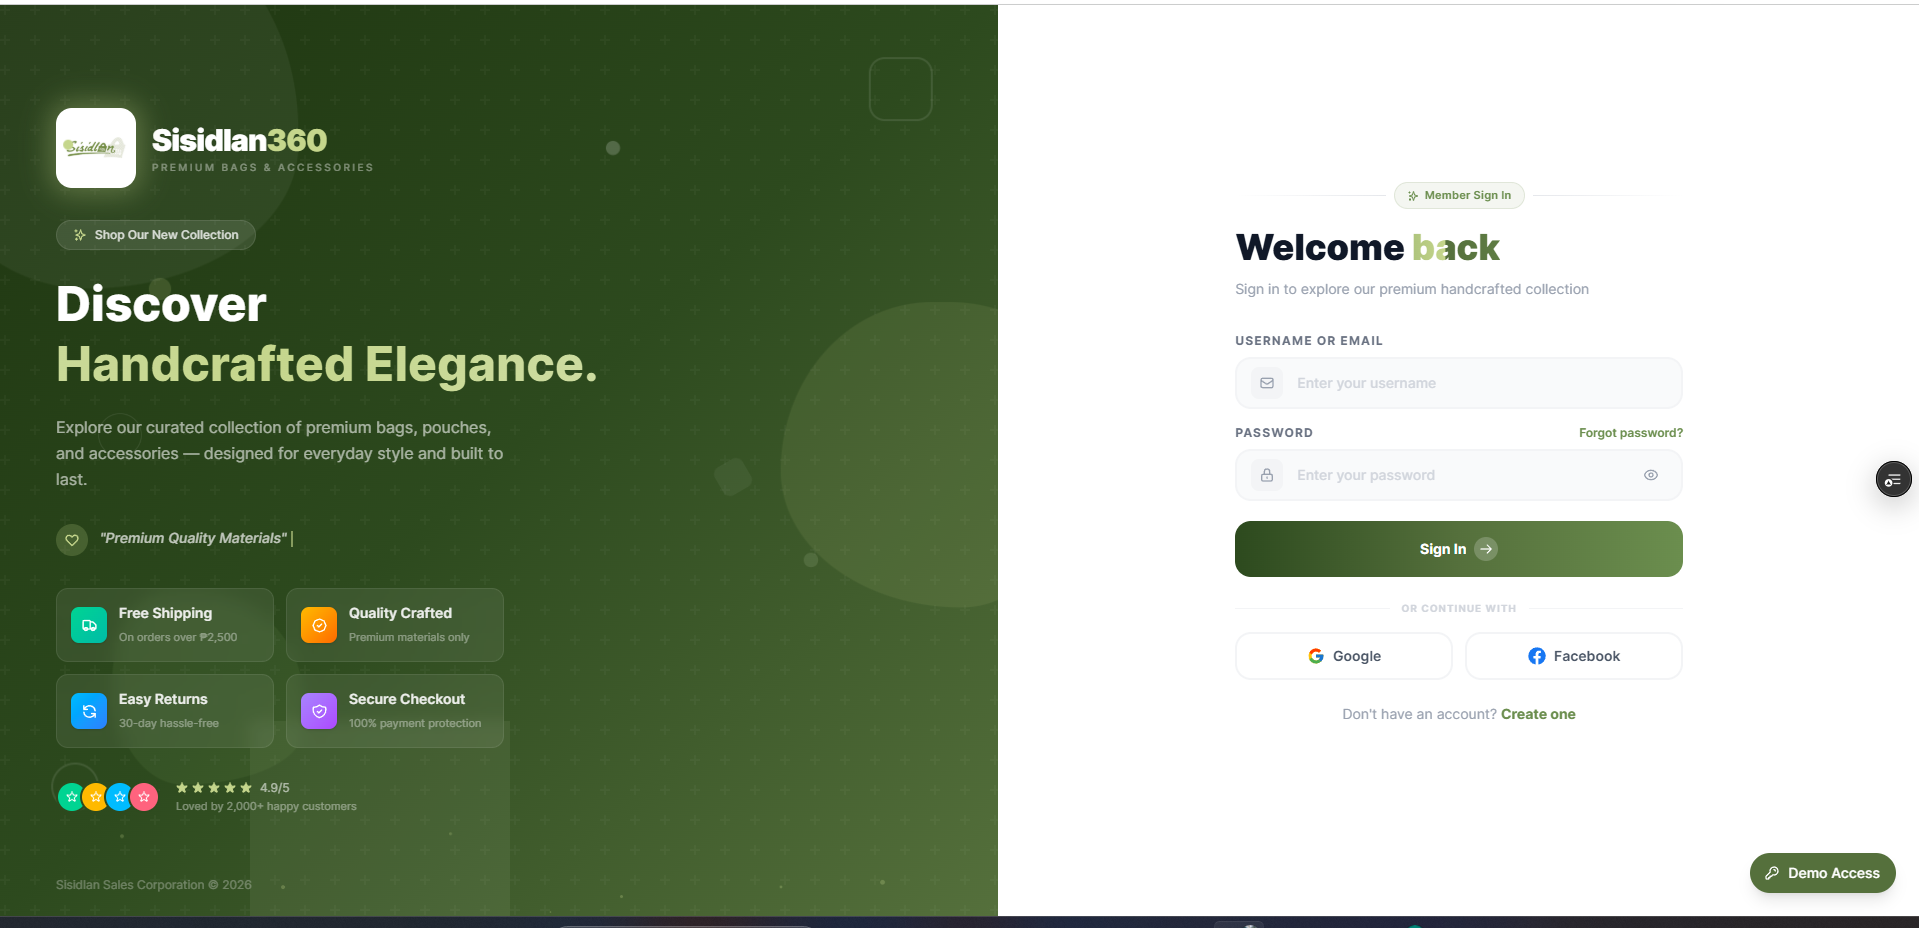 Sisidlan
Sisidlan360
PREMIUM BAGS & ACCESSORIES
Shop Our New Collection
Discover
Handcrafted Elegance.
Explore our curated collection of premium bags, pouches,
and accessories — designed for everyday style and built to
last.
"Premium Quality Materials" |
Free Shipping
On orders over ₱2,500
Quality Crafted
Premium materials only
Easy Returns
30-day hassle-free
Secure Checkout
100% payment protection
4.9/5
Loved by 2,000+ happy customers
Sisidlan Sales Corporation © 2026
Member Sign In
Welcome back
Sign in to explore our premium handcrafted collection
USERNAME OR EMAIL
Enter your username
PASSWORD
Forgot password?
Enter your password
Sign In
OR CONTINUE WITH
Google
Facebook
Don't have an account? Create one
Demo Access